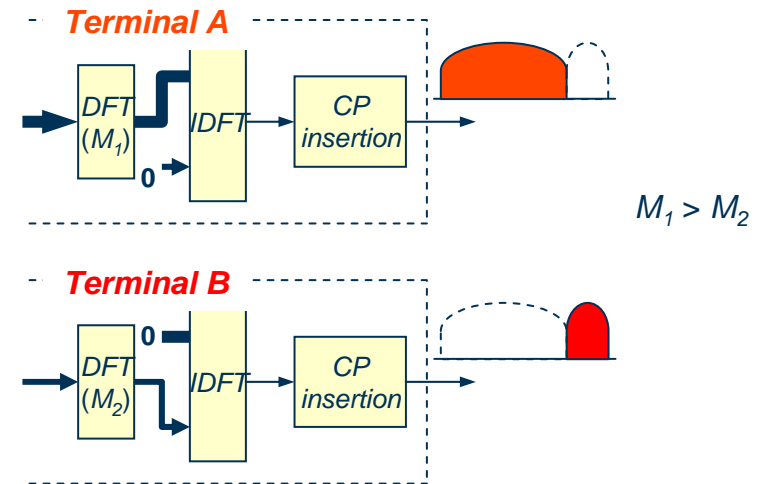 Terminal A
DFT
(M₁)
0
IDFT
CP
insertion
M₁ > M₂
Terminal B
0
DFT
(M₂)
IDFT
CP
insertion